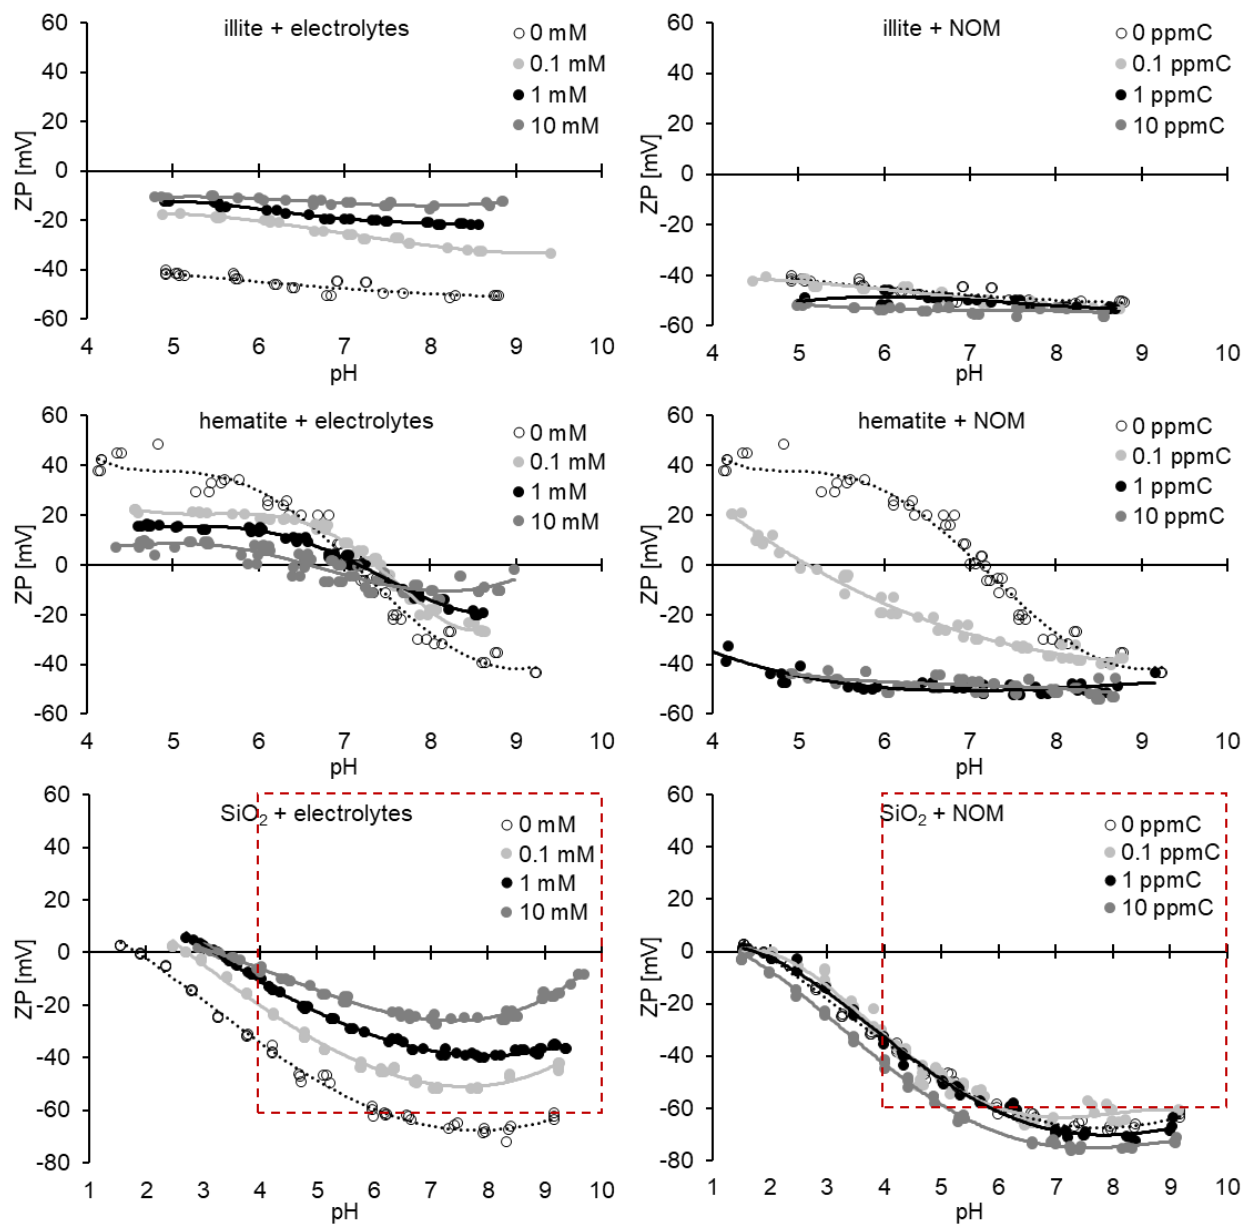 illite + electrolytes
0 mM
0.1 mM
1 mM
10 mM
60
40
20
0
-20
-40
-60
ZP [mV]
4 5 6 7 8 9 10
pH
illite + NOM
0 ppmC
0.1 ppmC
1 ppmC
10 ppmC
60
40
20
20
0
-20
-40
-60
ZP [mV]
4 5 6 7 8 9 10
pH
hematite + electrolytes
0 mM
0.1 mM
1 mM
10 mM
60
40
20
0
-20
-40
-60
ZP [mV]
4 5 6 7 8 9 10
pH
hematite + NOM
0 ppmC
0.1 ppmC
1 ppmC
10 ppmC
60
40
20
0
-20
-40
-60
ZP [mV]
4 5 6 7 8 9 10
pH
SiO2 + electrolytes
0 mM
0.1 mM
1 mM
10 mM
60
40
20
0
-20
-40
-60
-80
ZP [mV]
1 2 3 4 5 6 7 8 9 10
pH
SiO2 + NOM
0 ppmC
0.1 ppmC
1 ppmC
10 ppmC
60
40
20
0
-20
-40
-60
-80
ZP [mV]
1 2 3 4 5 6 7 8 9 10
pH